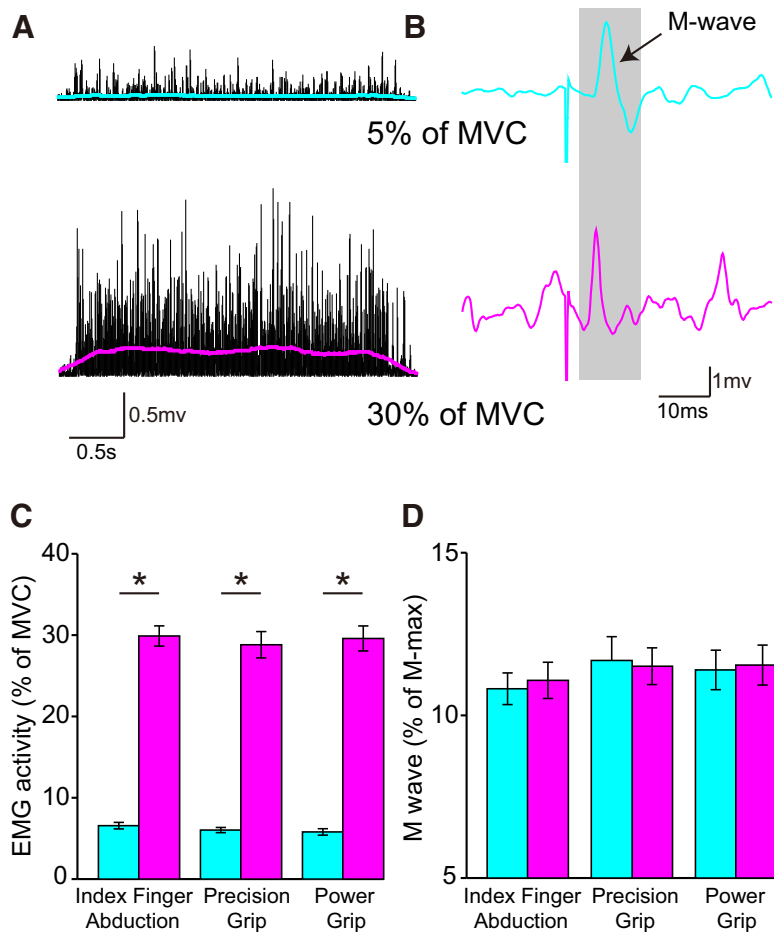 A
B
M-wave
5% of MVC
30% of MVC
0.5mv
0.5s
1mv
10ms
C
EMG activity (% of MVC)
40
30
20
10
0
*
*
*
Index Finger
Abduction
Precision
Grip
Power
Grip
D
M wave (% of M-max)
15
10
5
Index Finger
Abduction
Precision
Grip
Power
Grip